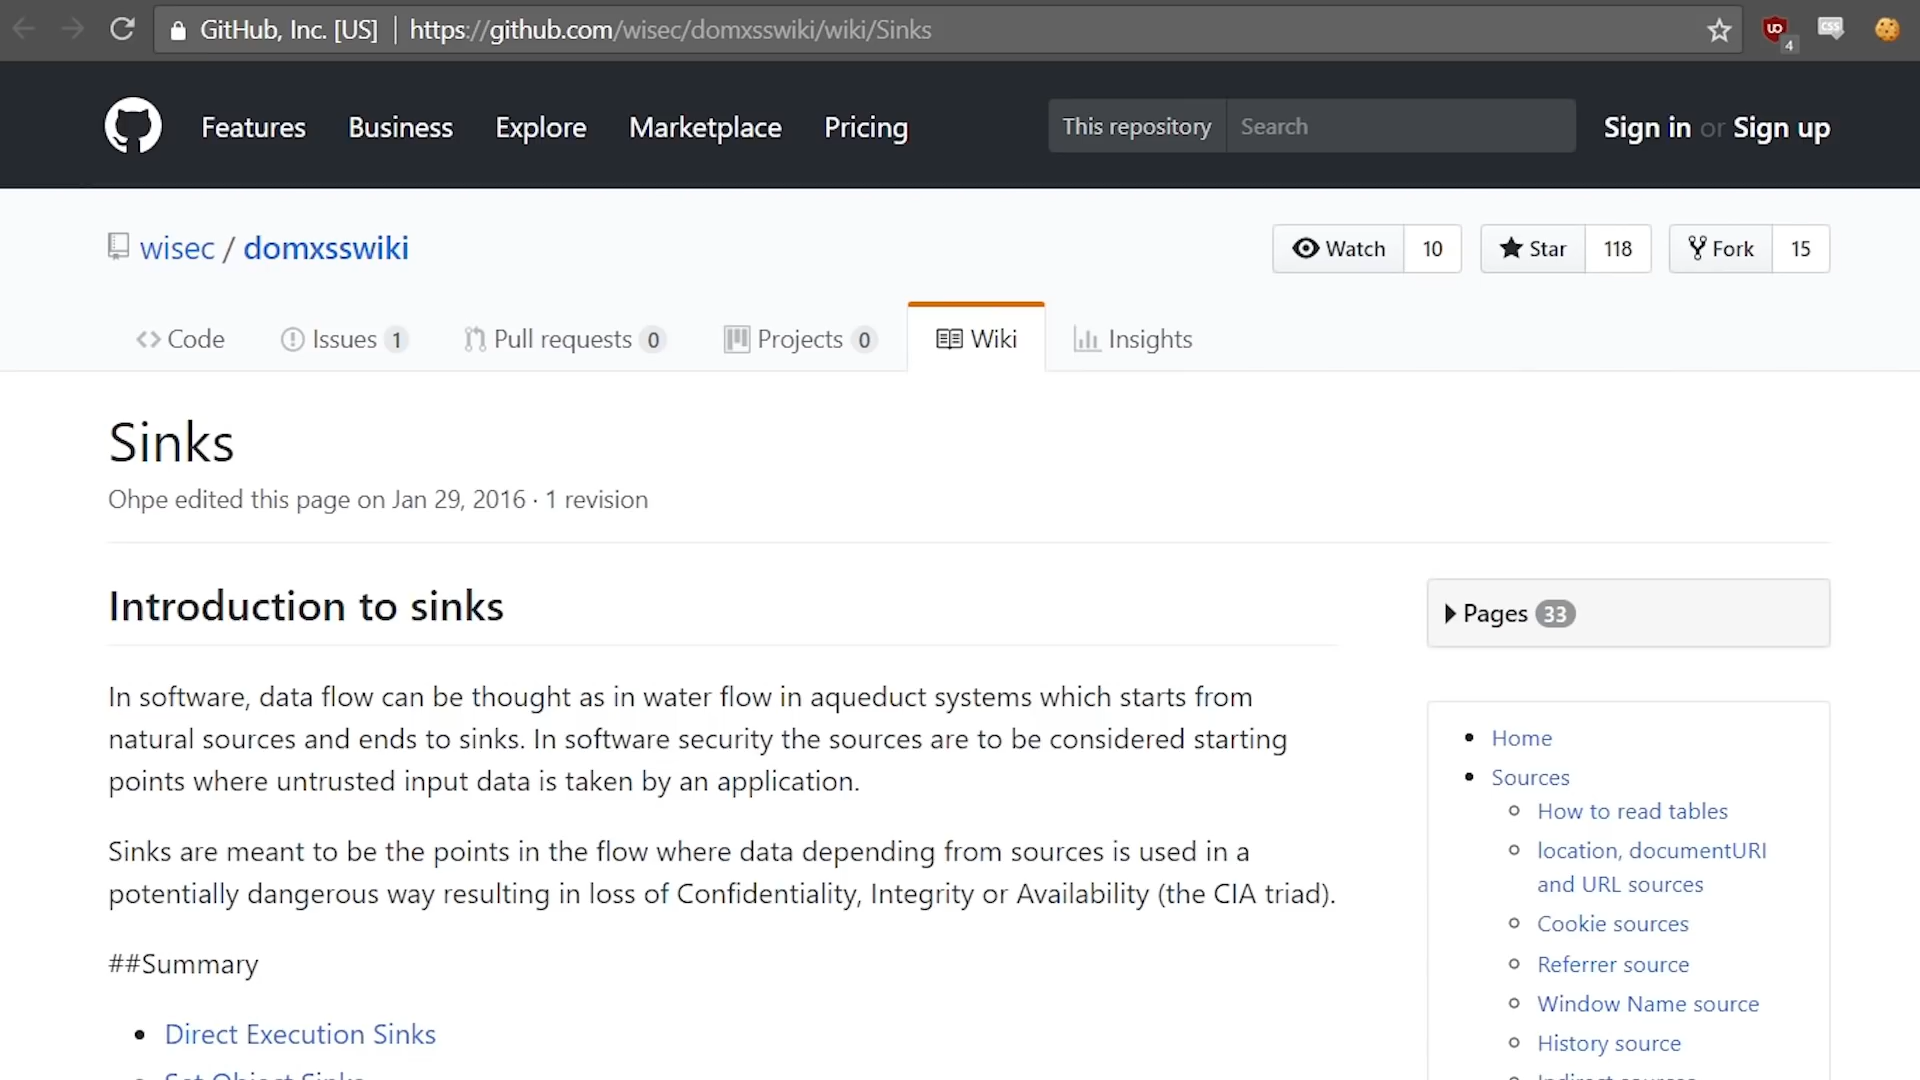 GitHub, Inc. [US] | https://github.com/wisec/domxsswiki/wiki/Sinks
UD
4
CSS
Features Business Explore Marketplace Pricing
This repository Search
Sign in or Sign up
wisec / domxsswiki
Watch 10
Star 118
Fork 15
Code
Issues 1
Pull requests 0
Projects 0
Wiki
Insights
Sinks
Ohpe edited this page on Jan 29, 2016 · 1 revision
Introduction to sinks
In software, data flow can be thought as in water flow in aqueduct systems which starts from
natural sources and ends to sinks. In software security the sources are to be considered starting
points where untrusted input data is taken by an application.
Sinks are meant to be the points in the flow where data depending from sources is used in a
potentially dangerous way resulting in loss of Confidentiality, Integrity or Availability (the CIA triad).
##Summary
• Direct Execution Sinks
Set Object Sinks
Pages 33
• Home
• Sources
How to read tables
location, documentURI
and URL sources
Cookie sources
Referrer source
Window Name source
History source
Indirect sources